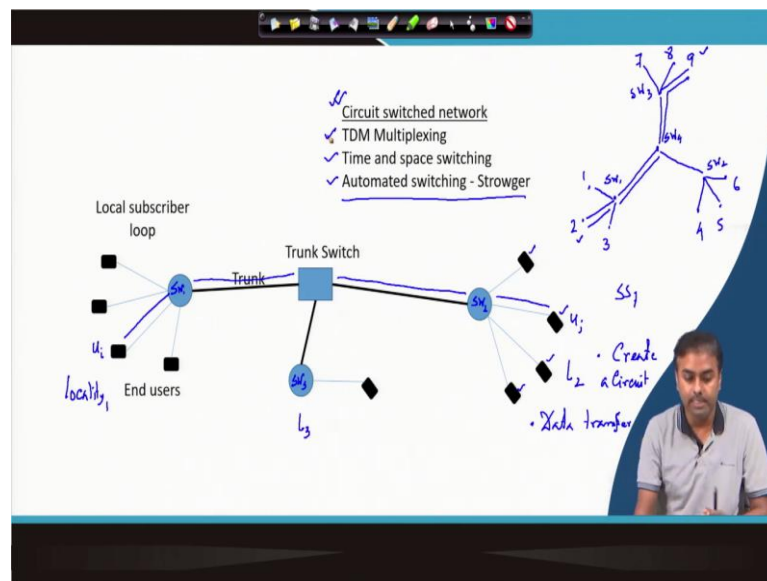 Circuit switched network
TDM Multiplexing
Time and space switching
Automated switching - Strowger
7 8 9
SW3
SW4
1 SW1 SW2
6
2
3 4 5
Local subscriber
loop
Trunk Switch
Trunk
SW1
SW2
SS7
ui
uj
Locality1
End users
SW3
L2
• Create
a Circuit
L3
• Data transfer